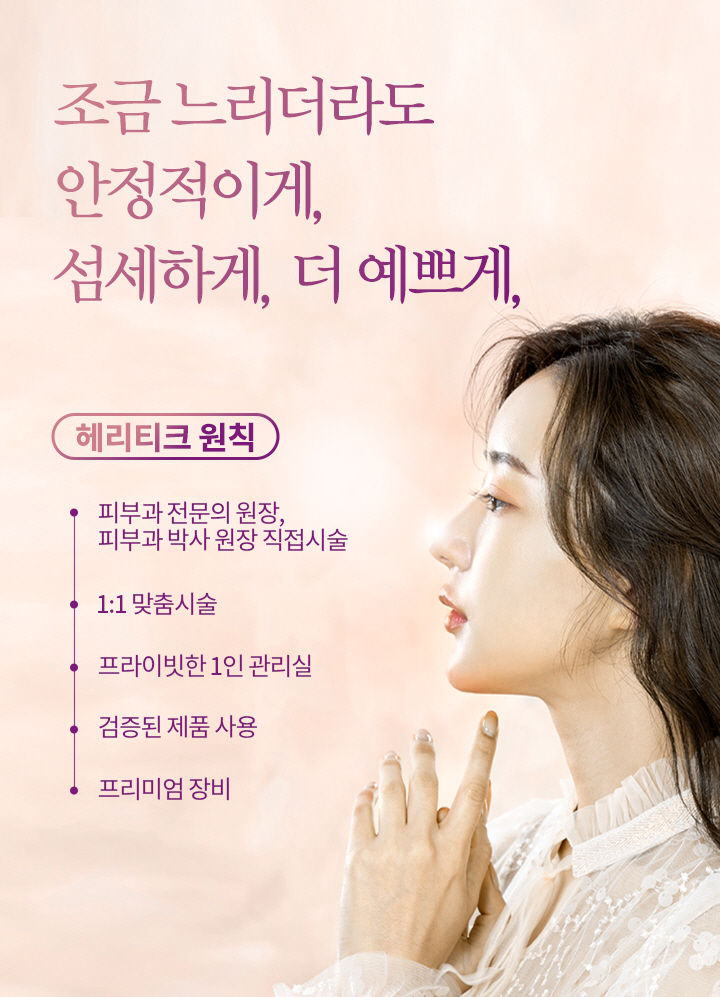 조금 느리더라도
안정적이게,
섬세하게, 더 예쁘게,
헤리티크 원칙
피부과 전문의 원장,
피부과 박사 원장 직접시술
1:1 맞춤시술
프라이빗한 1인 관리실
검증된 제품 사용
프리미엄 장비